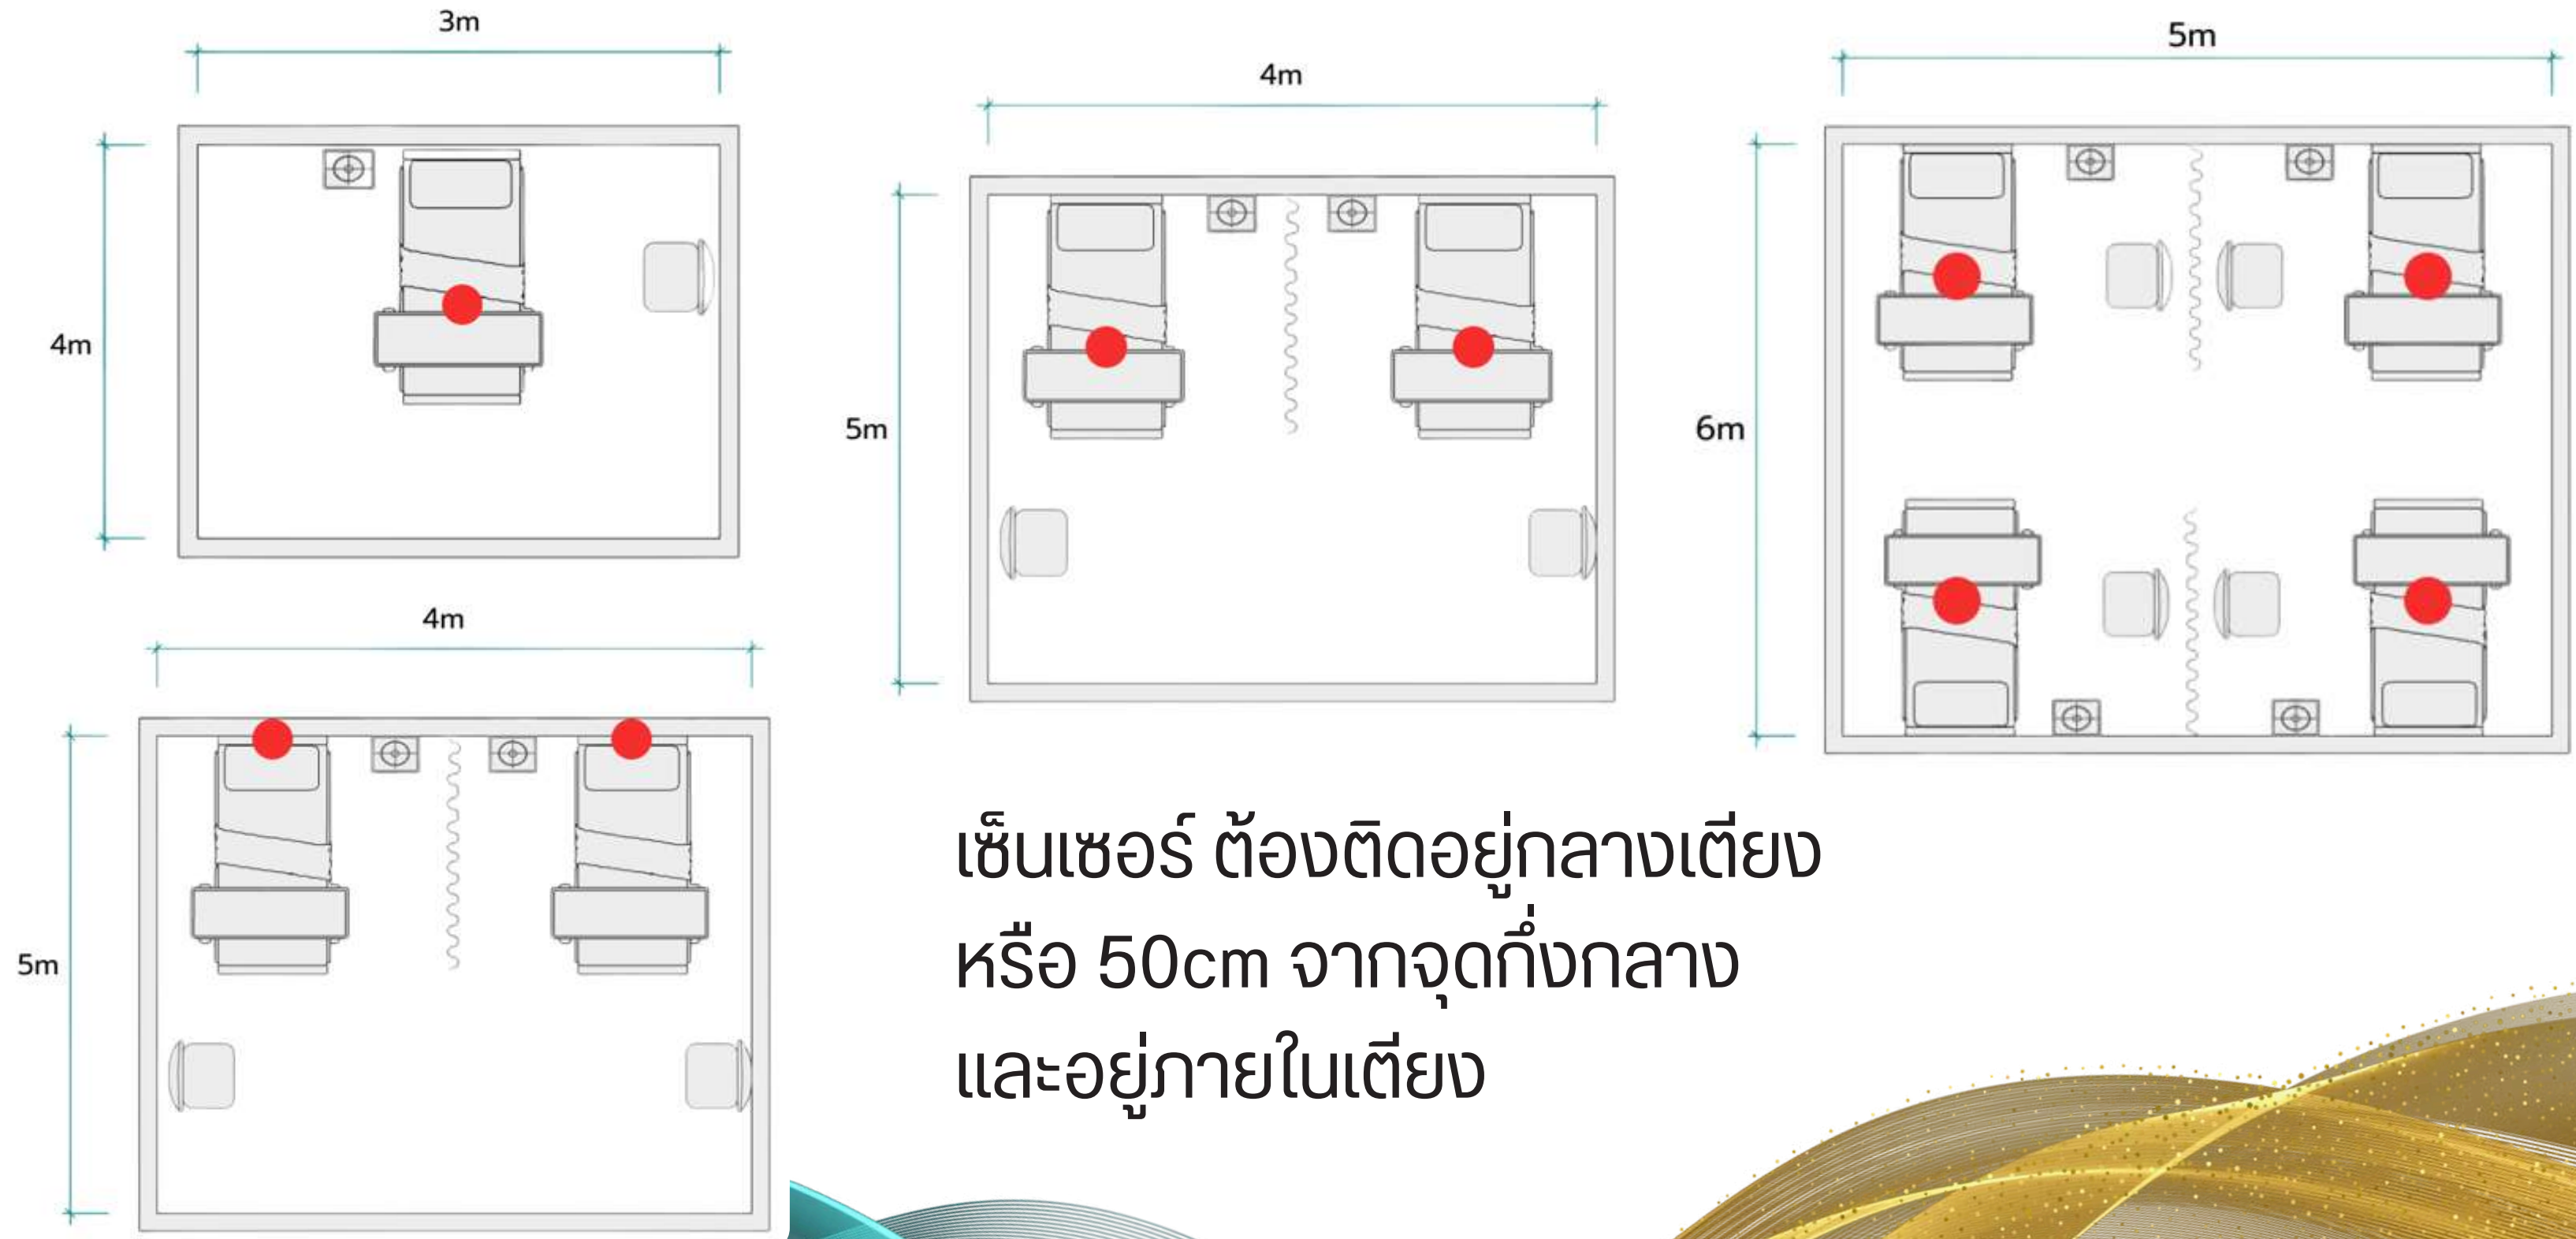 3m
4m
4m
5m
5m
6m
4m
5m
เซ็นเซอร์ ต้องติดอยู่กลางเตียง
หรือ 50cm จากจุดกึ่งกลาง
และอยู่ภายในเตียง